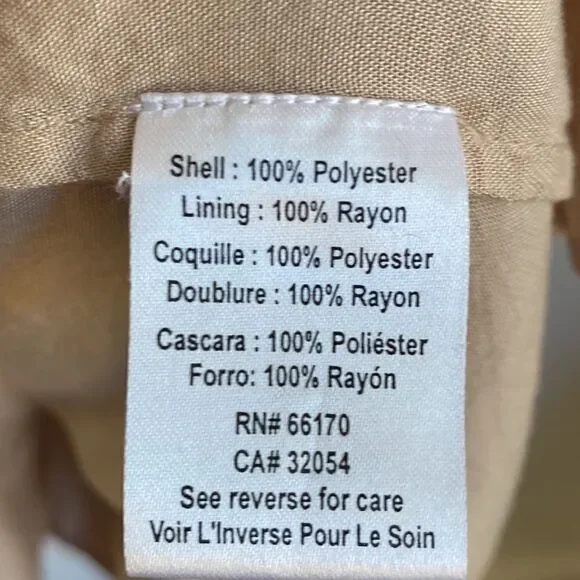 Shell : 100% Polyester
Lining : 100% Rayon
Coquille : 100% Polyester
Doublure : 100% Rayon
Cascara : 100% Poliéster
Forro: 100% Rayón
RN# 66170
CA# 32054
See reverse for care
Voir L'Inverse Pour Le Soin